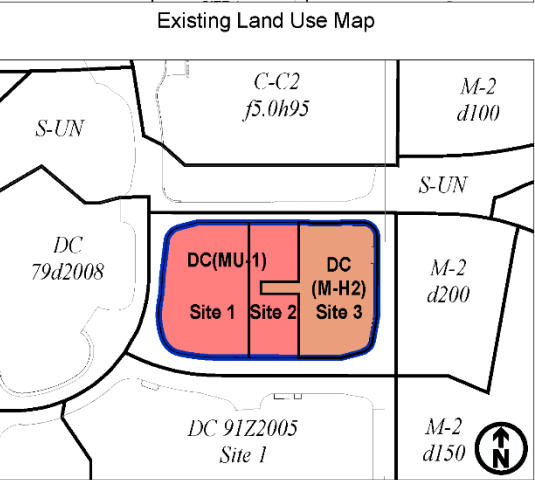 Existing Land Use Map
C-C2
f5.0h95
M-2
d100
S-UN
S-UN
DC
79d2008
DC(MU-1)
DC
(M-H2)
M-2
d200
Site 1
Site 2
Site 3
DC 91Z2005
Site 1
M-2
d150
N